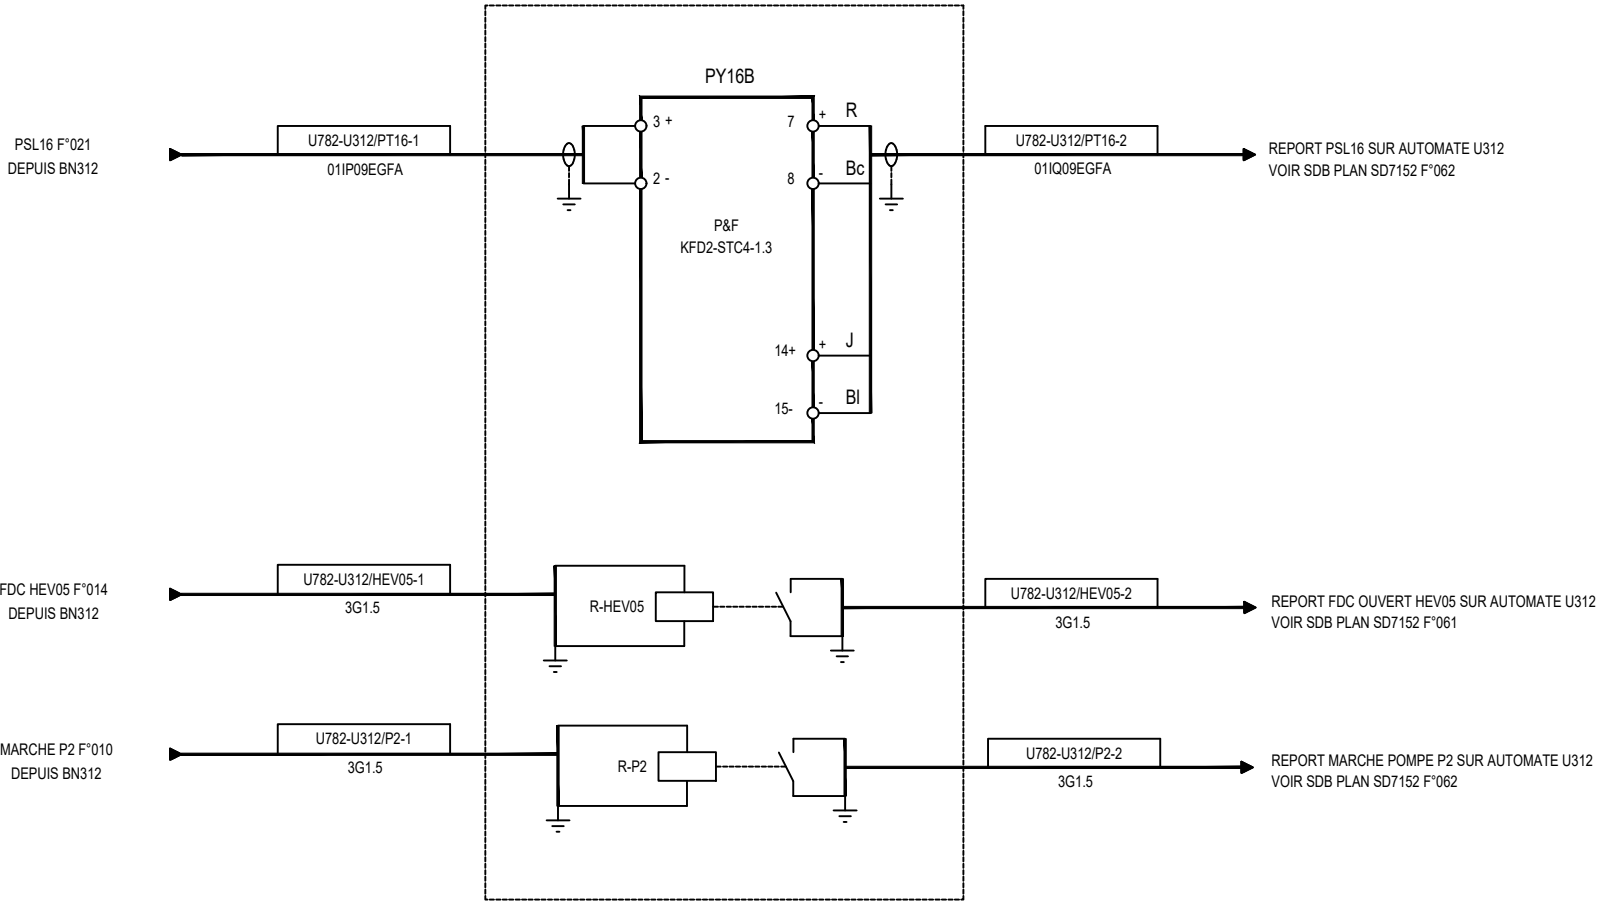 PY16B
PSL16 F°021
DEPUIS BN312
U782-U312/PT16-1
01IP09EGFA
3 +
2 -
7
+
R
8
-
Bc
P&F
KFD2-STC4-1.3
14+
+
J
15-
-
Bl
U782-U312/PT16-2
01IQ09EGFA
REPORT PSL16 SUR AUTOMATE U312
VOIR SDB PLAN SD7152 F°062
FDC HEV05 F°014
DEPUIS BN312
U782-U312/HEV05-1
3G1.5
R-HEV05
U782-U312/HEV05-2
3G1.5
REPORT FDC OUVERT HEV05 SUR AUTOMATE U312
VOIR SDB PLAN SD7152 F°061
MARCHE P2 F°010
DEPUIS BN312
U782-U312/P2-1
3G1.5
R-P2
U782-U312/P2-2
3G1.5
REPORT MARCHE POMPE P2 SUR AUTOMATE U312
VOIR SDB PLAN SD7152 F°062